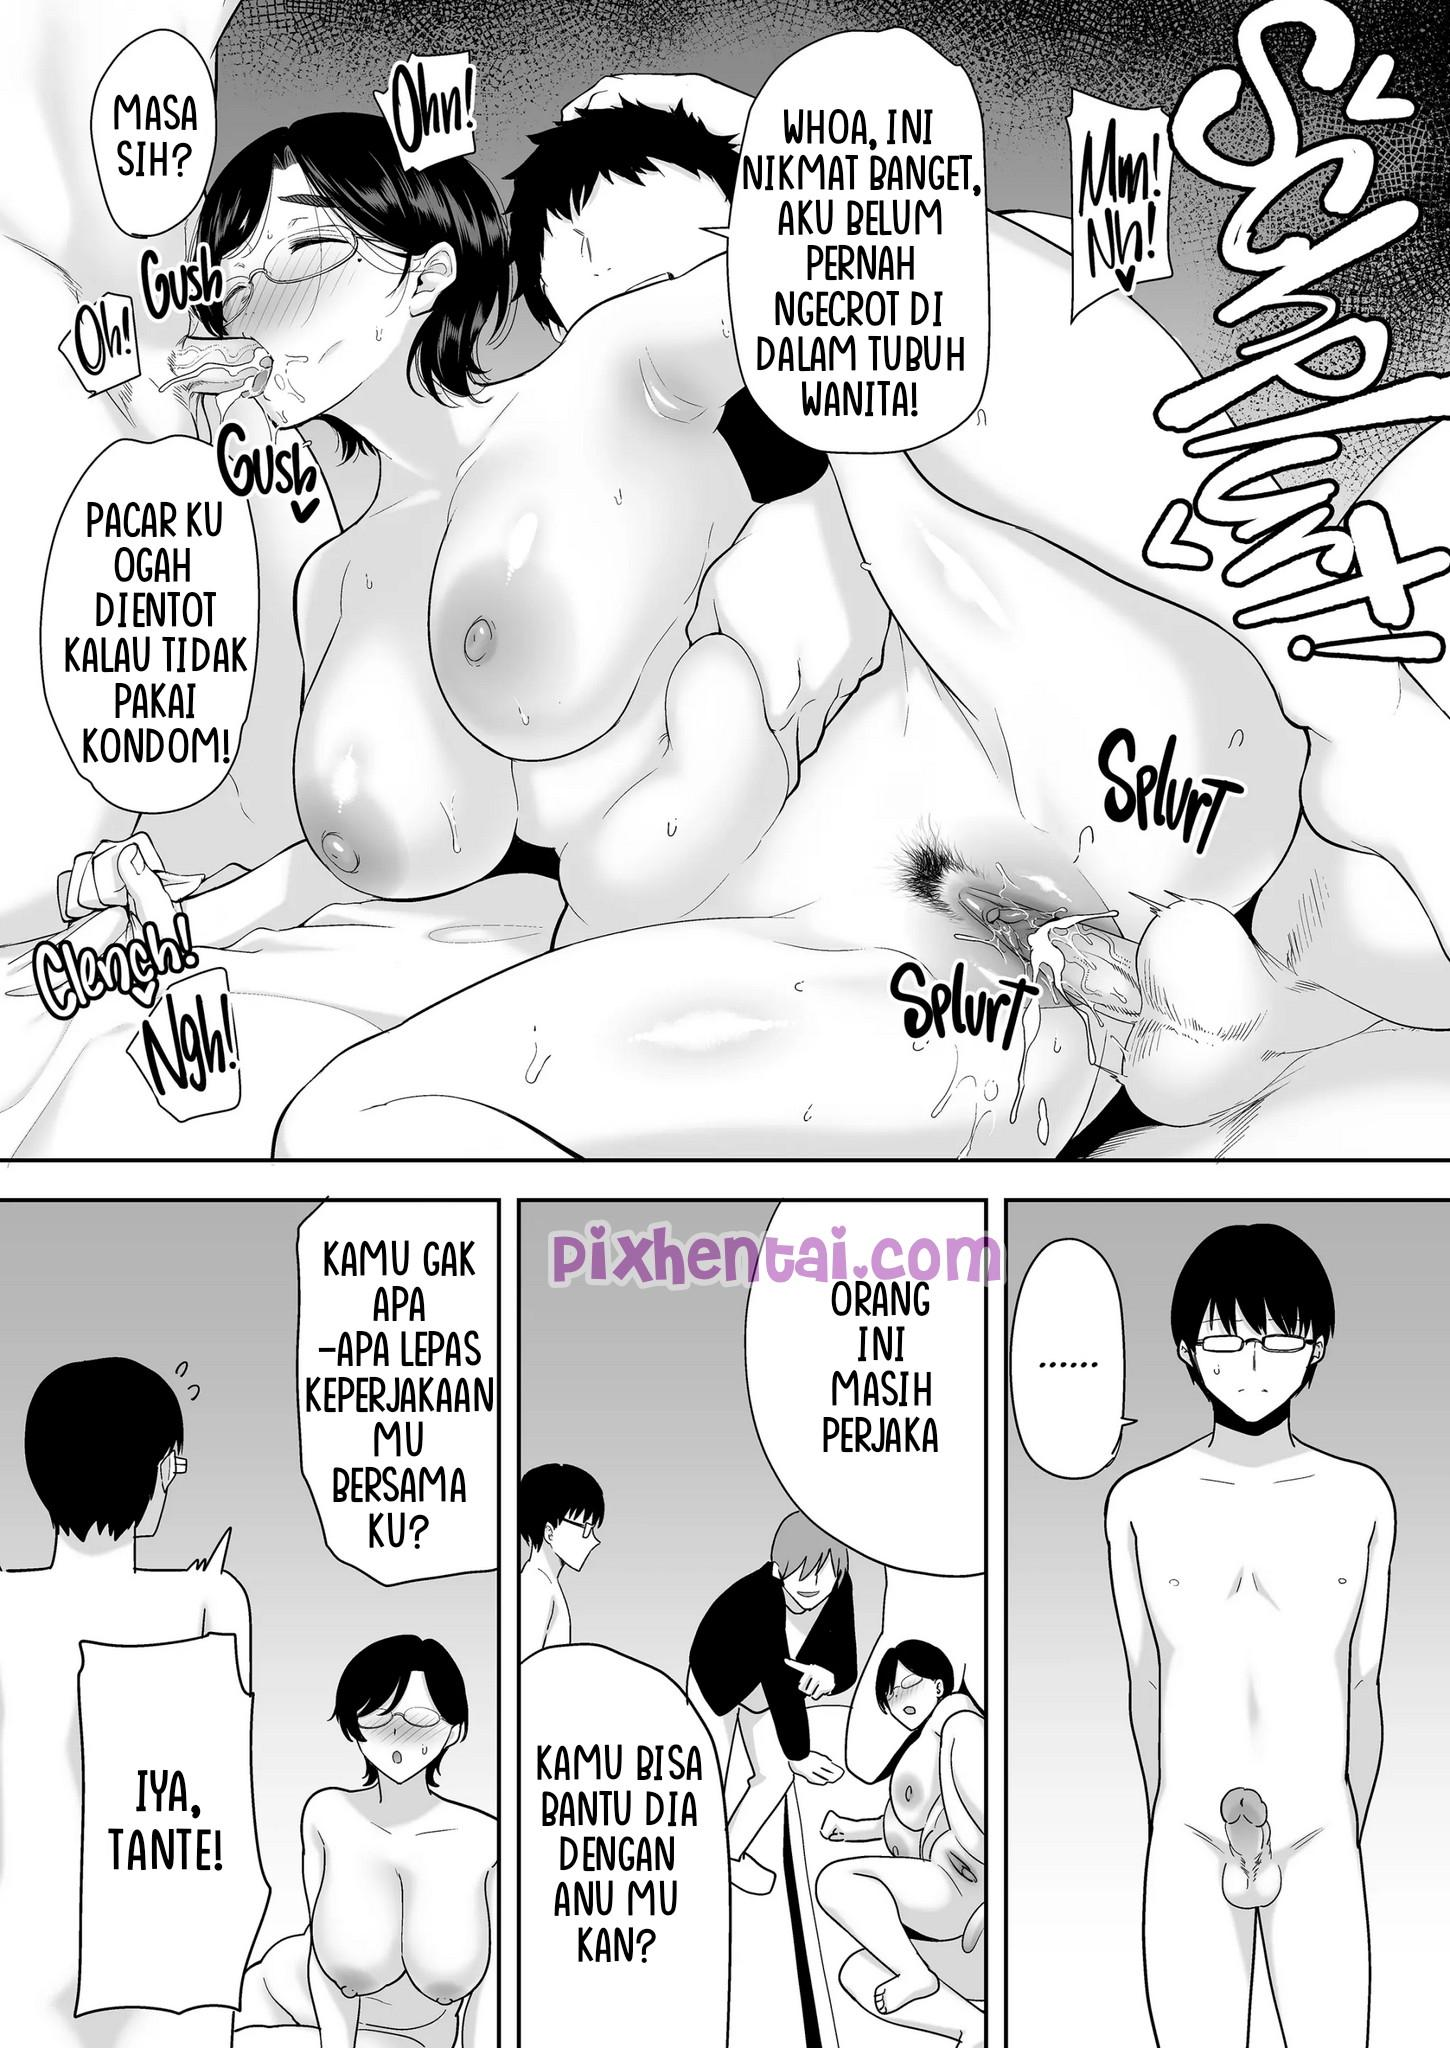 WHOA, INI
NIKMAT BANGET,
AKU BELUM
PERNAH
NGECROT DI
DALAM TUBUH
WANITA!
Mm!
Nh!
Splurt!
Ohn!
MASA
SIH?
Gush
Oh!
Gush
PACAR KU
OGAH
DIENTOT
KALAU TIDAK
PAKAI
KONDOM!
Splurt
Splurt
Clench!
Ngh!
......
pixhentai.com
ORANG
INI
MASIH
PERJAKA
KAMU BISA
BANTU DIA
DENGAN
ANU MU
KAN?
KAMU GAK
APA
-APA LEPAS
KEPERJAKAAN
MU
BERSAMA
KU?
IYA,
TANTE!